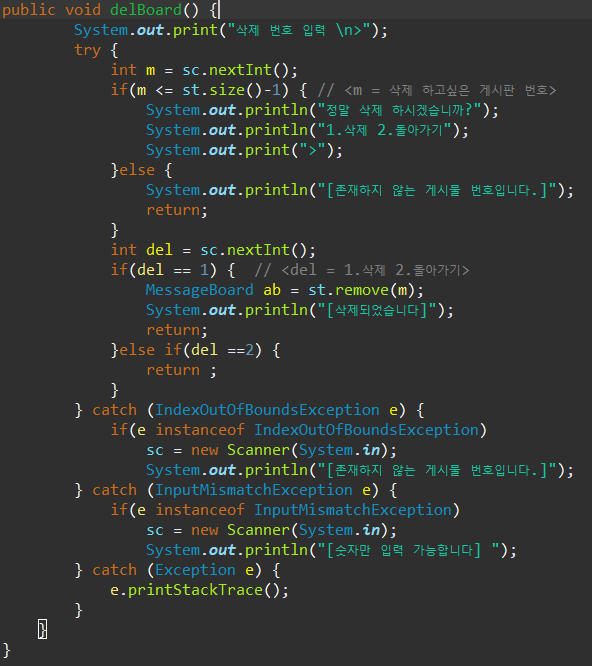 public void delBoard() {
System.out.print("삭제 번호 입력 \n>");
try {
int m = sc.nextInt();
if(m <= st.size()-1) { // <m = 삭제 하고싶은 게시판 번호>
System.out.println("정말 삭제 하시겠습니까?");
System.out.println("1.삭제 2.돌아가기");
System.out.print(">");
}else {
System.out.println("[존재하지 않는 게시물 번호입니다.]");
return;
}
int del = sc.nextInt();
if(del == 1) {  // <del = 1.삭제 2.돌아가기>
MessageBoard ab = st.remove(m);
System.out.println("[삭제되었습니다]");
return;
}else if(del ==2) {
return ;
}
} catch (IndexOutOfBoundsException e) {
if(e instanceof IndexOutOfBoundsException)
sc = new Scanner(System.in);
System.out.println("[존재하지 않는 게시물 번호입니다.]");
} catch (InputMismatchException e) {
if(e instanceof InputMismatchException)
sc = new Scanner(System.in);
System.out.println("[숫자만 입력 가능합니다] ");
} catch (Exception e) {
e.printStackTrace();
}
}
}